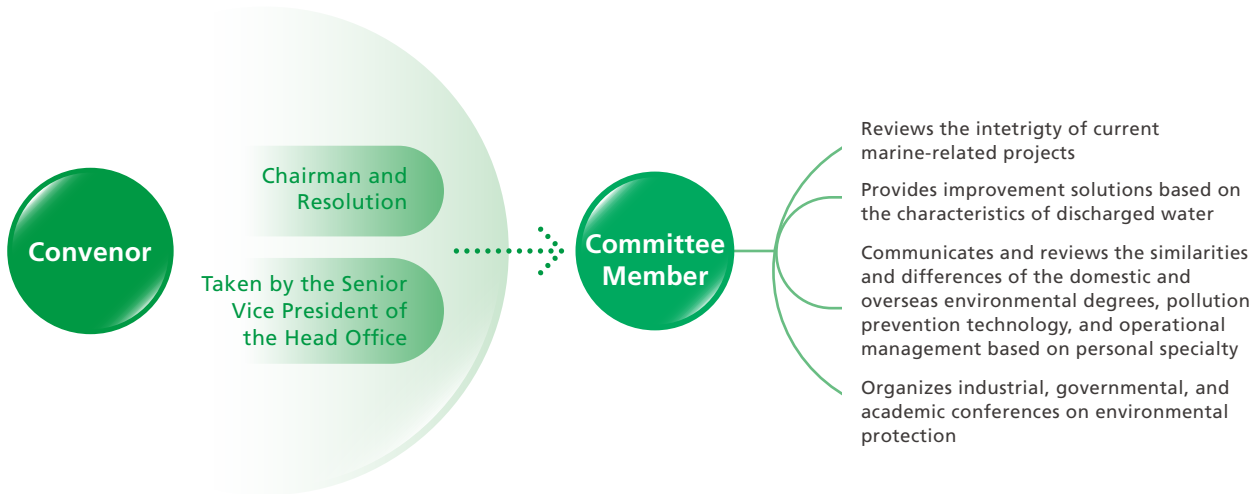 Convenor
Chairman and
Resolution
Taken by the Senior
Vice President of
the Head Office
Committee
Member
Reviews the intetrigty of current
marine-related projects
Provides improvement solutions based on
the characteristics of discharged water
Communicates and reviews the similarities
and differences of the domestic and
overseas environmental degrees, pollution
prevention technology, and operational
management based on personal specialty
Organizes industrial, governmental, and
academic conferences on environmental
protection